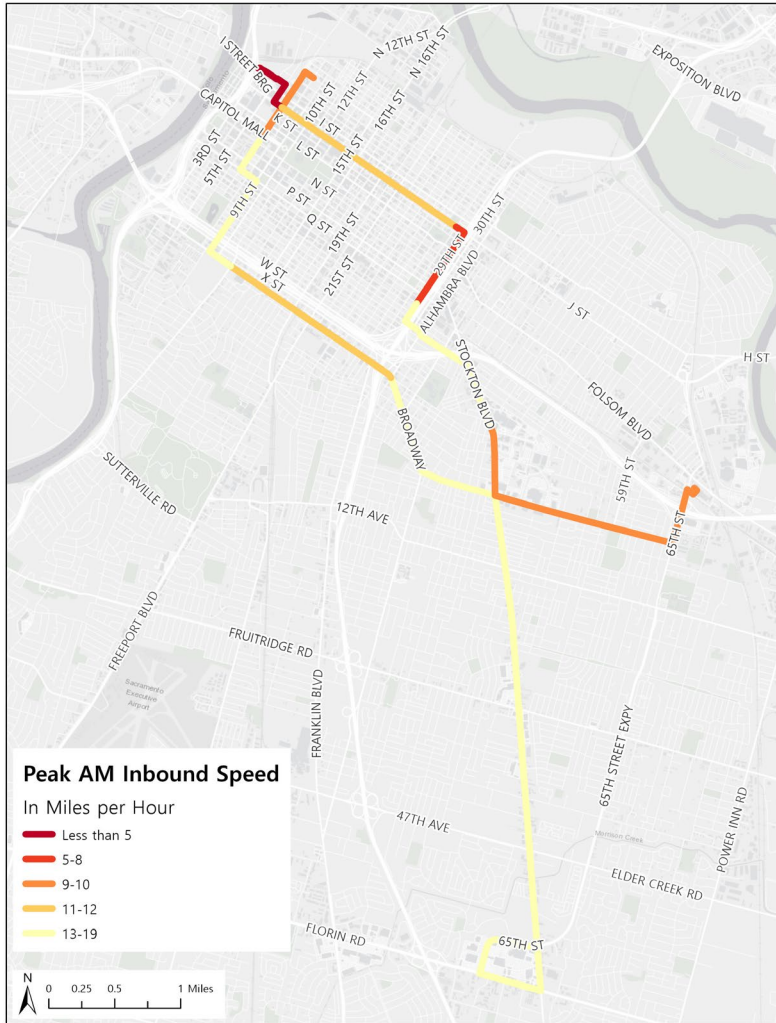 I STREET BRG
N 12TH ST
N 16TH ST
EXPOSITION BLVD
10TH ST
12TH ST
16TH ST
CAPITOL MALL
K ST
I ST
3RD ST
5TH ST
L ST
15TH ST
N ST
9TH ST
P ST
Q ST
19TH ST
21ST ST
29TH ST
30TH ST
ALHAMBRA BLVD
W ST
X ST
J ST
H ST
STOCKTON BLVD
FOLSOM BLVD
BROADWAY
59TH ST
SUTTERVILLE RD
12TH AVE
65TH ST
FREEPORT BLVD
FRUITRIDGE RD
Sacramento
Executive
Airport
FRANKLIN BLVD
65TH STREET EXPY
POWER INN RD
47TH AVE
Morrison Creek
ELDER CREEK RD
FLORIN RD
65TH ST
Peak AM Inbound Speed
In Miles per Hour
Less than 5
5-8
9-10
11-12
13-19
N
0 0.25 0.5 1 Miles